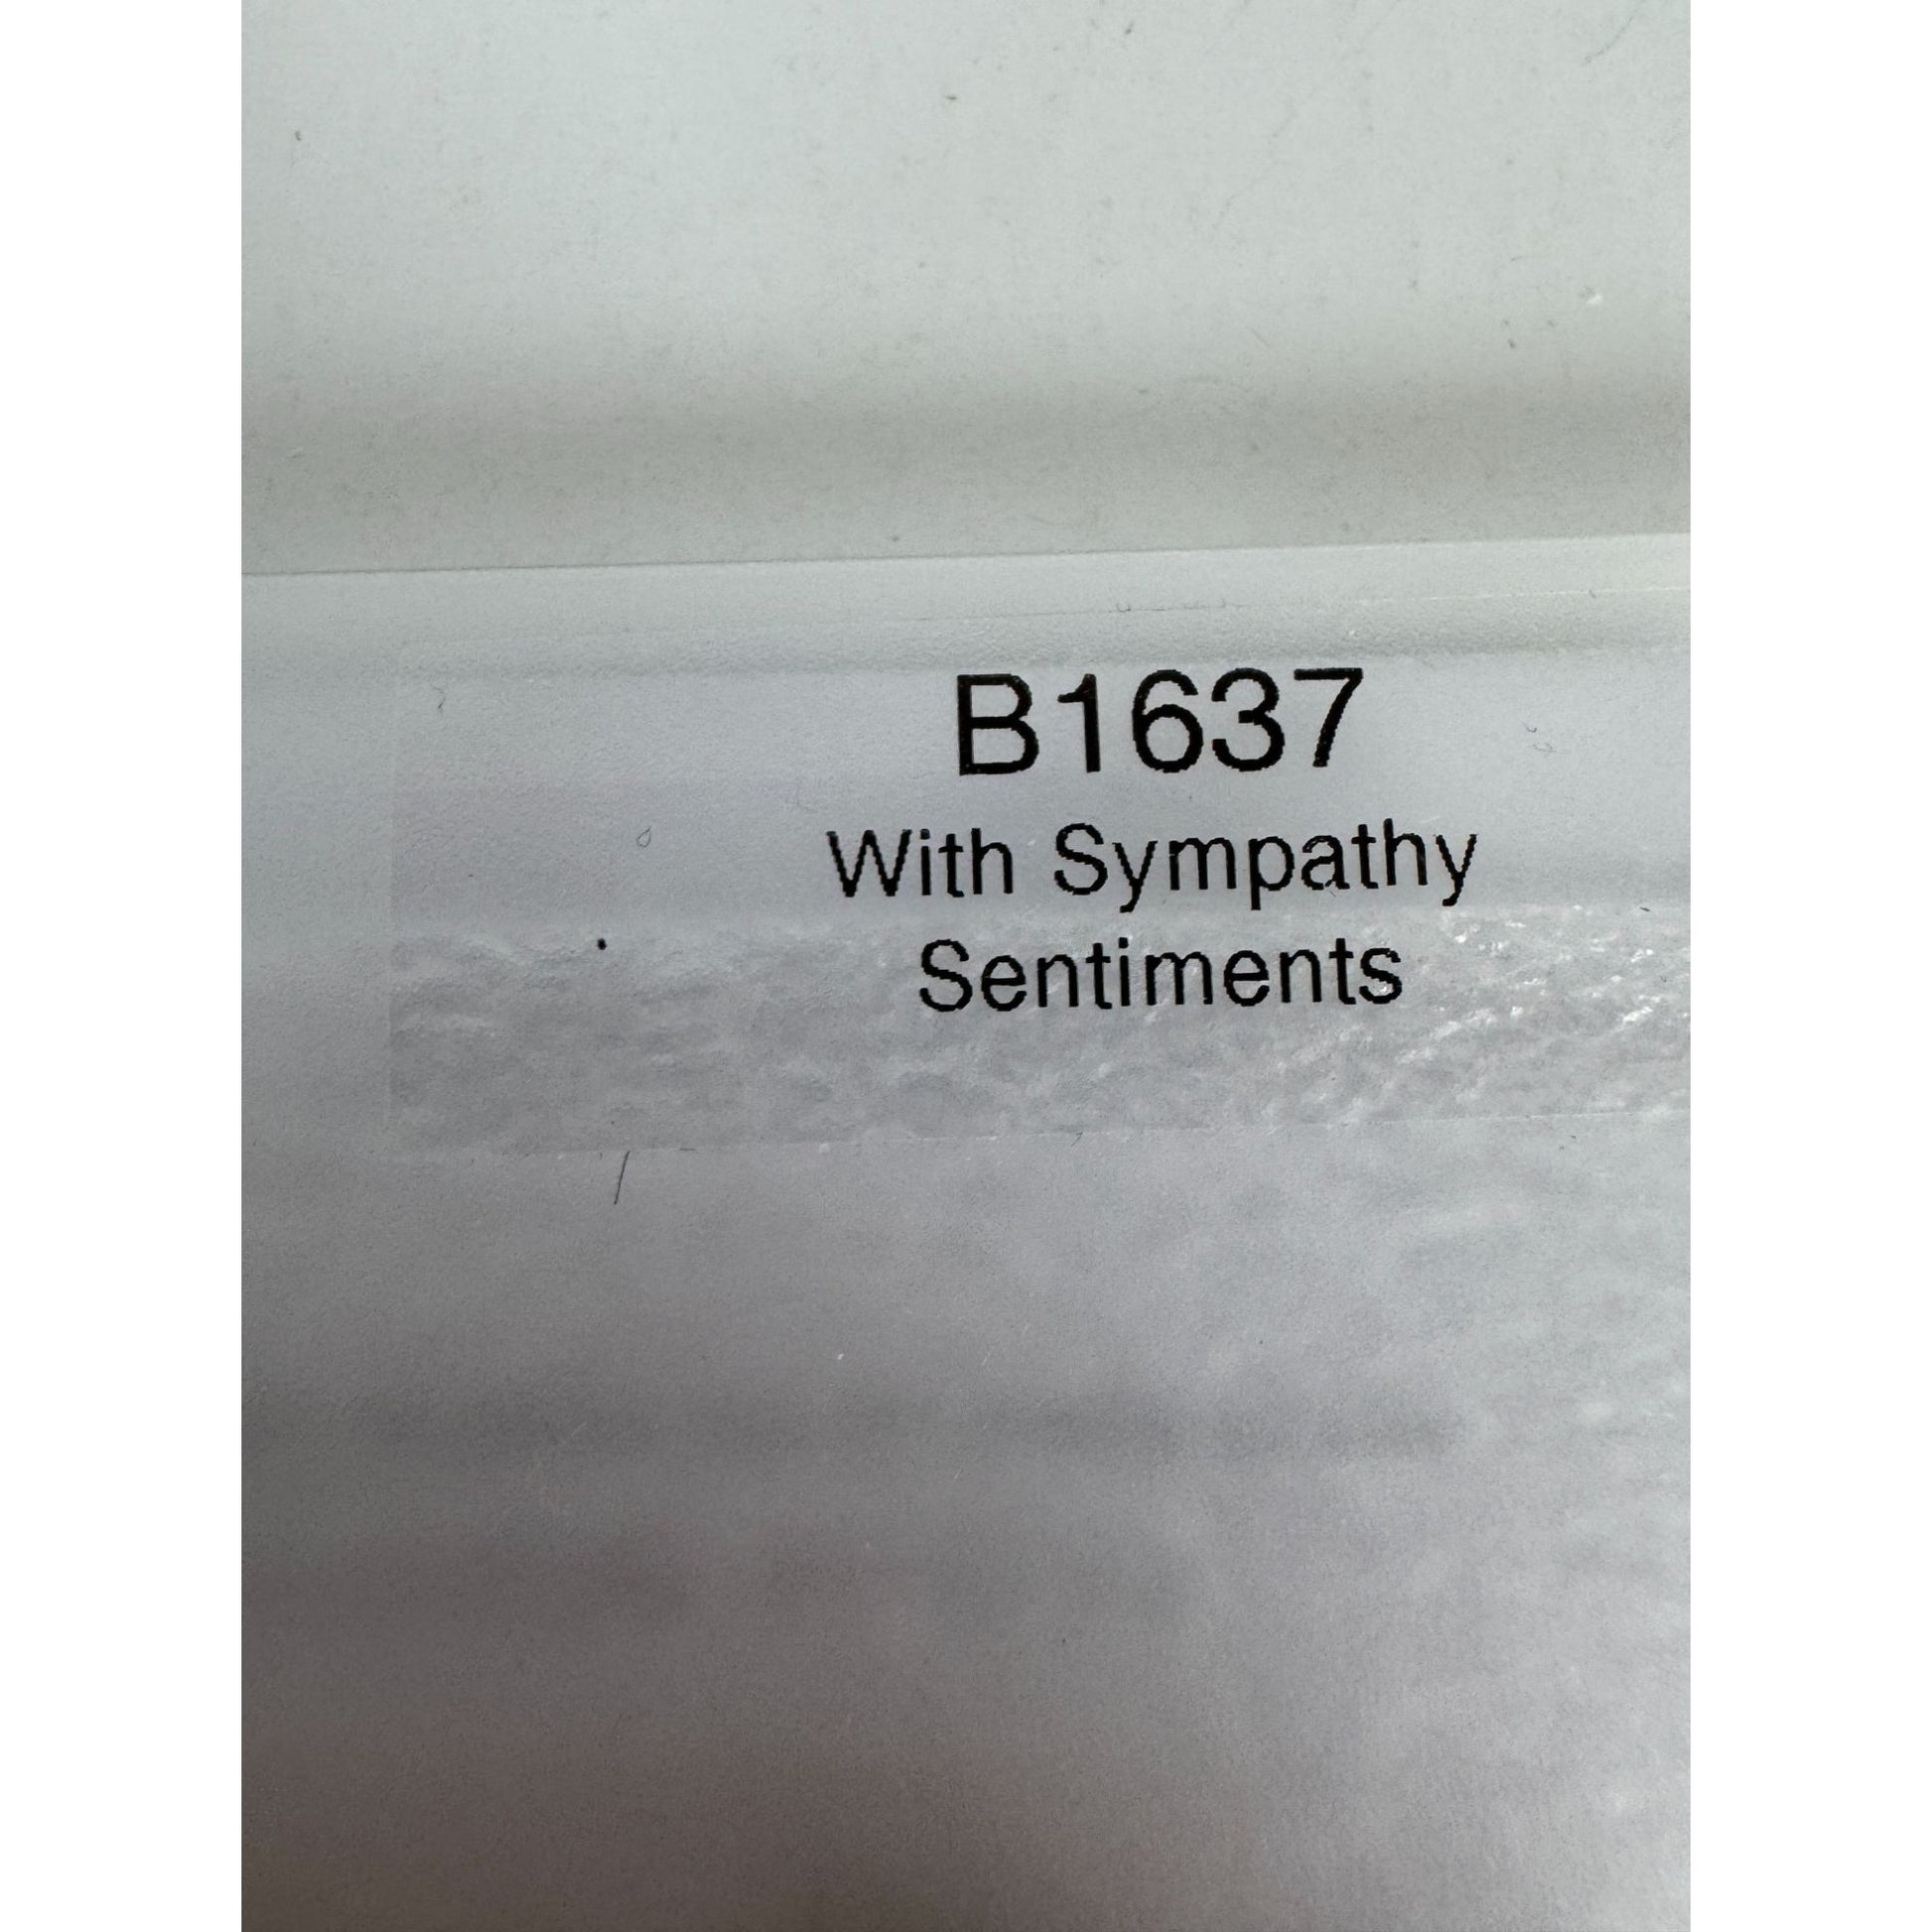 B1637
With Sympathy
Sentiments